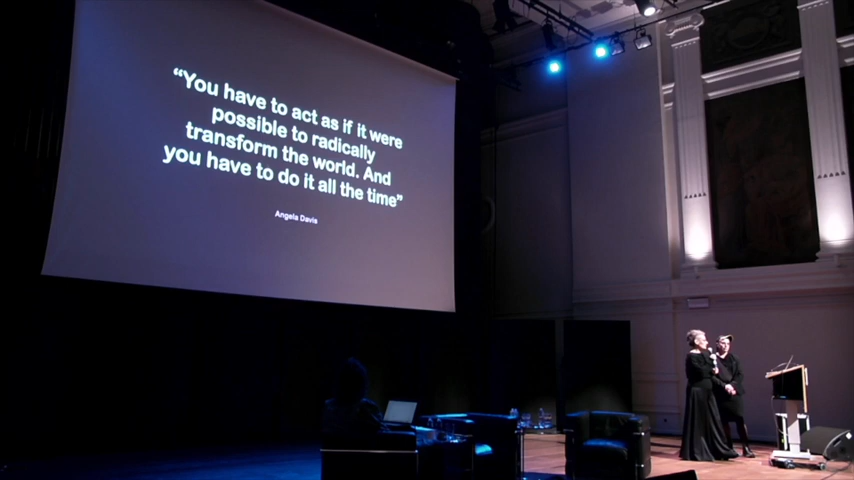 “You have to act as if it were
possible to radically
transform the world. And
you have to do it all the time”
Angela Davis